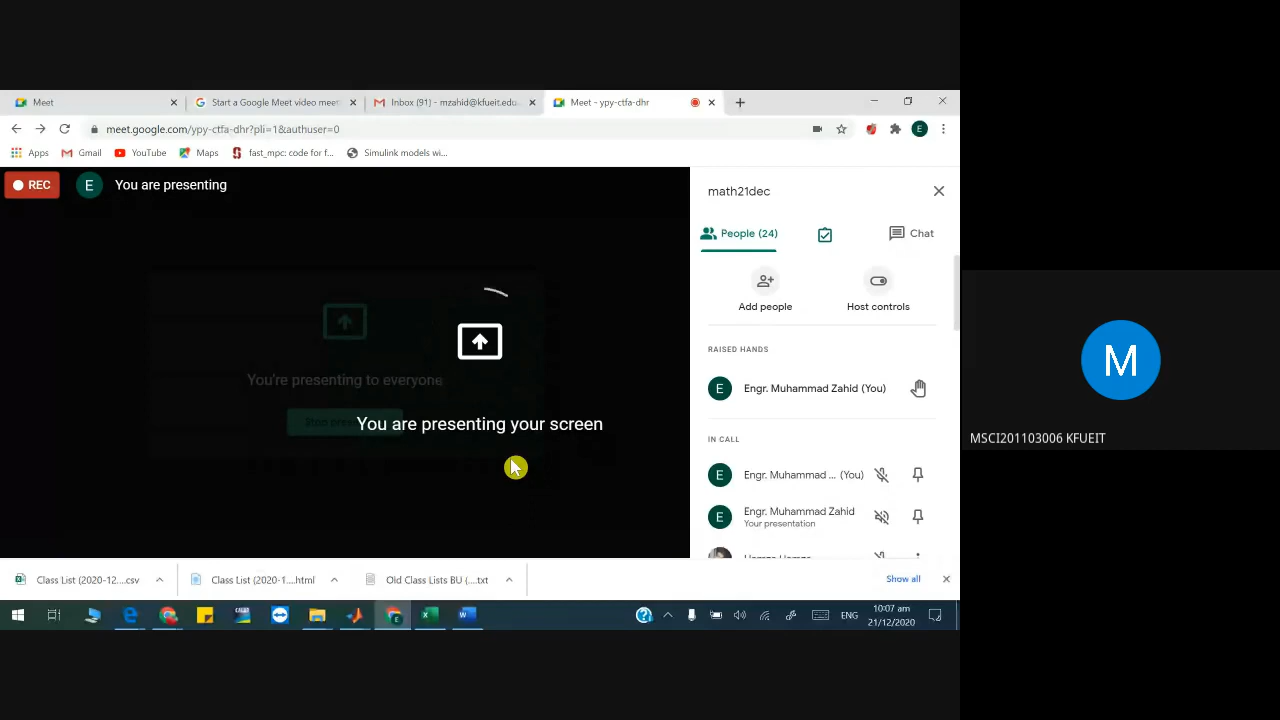 Meet
Start a Google Meet video meet
Inbox (91) - mzahid@kfueit.edu...
Meet - ypy-ctfa-dhr
meet.google.com/ypy-ctfa-dhr?pli=1&authuser=0
E
Apps
Gmail
YouTube
Maps
fast_mpc: code for f...
Simulink models wi...
REC
E
You are presenting
math21dec
People (24)
Chat
Add people
Host controls
RAISED HANDS
E
Engr. Muhammad Zahid (You)
You're presenting to everyone
You are presenting your screen
IN CALL
E
Engr. Muhammad ... (You)
E
Engr. Muhammad Zahid
Your presentation
M
MSCI201103006 KFUEIT
Class List (2020-12....csv
Class List (2020-1....html
Old Class Lists BU (....txt
Show all
ENG
10:07 am
21/12/2020